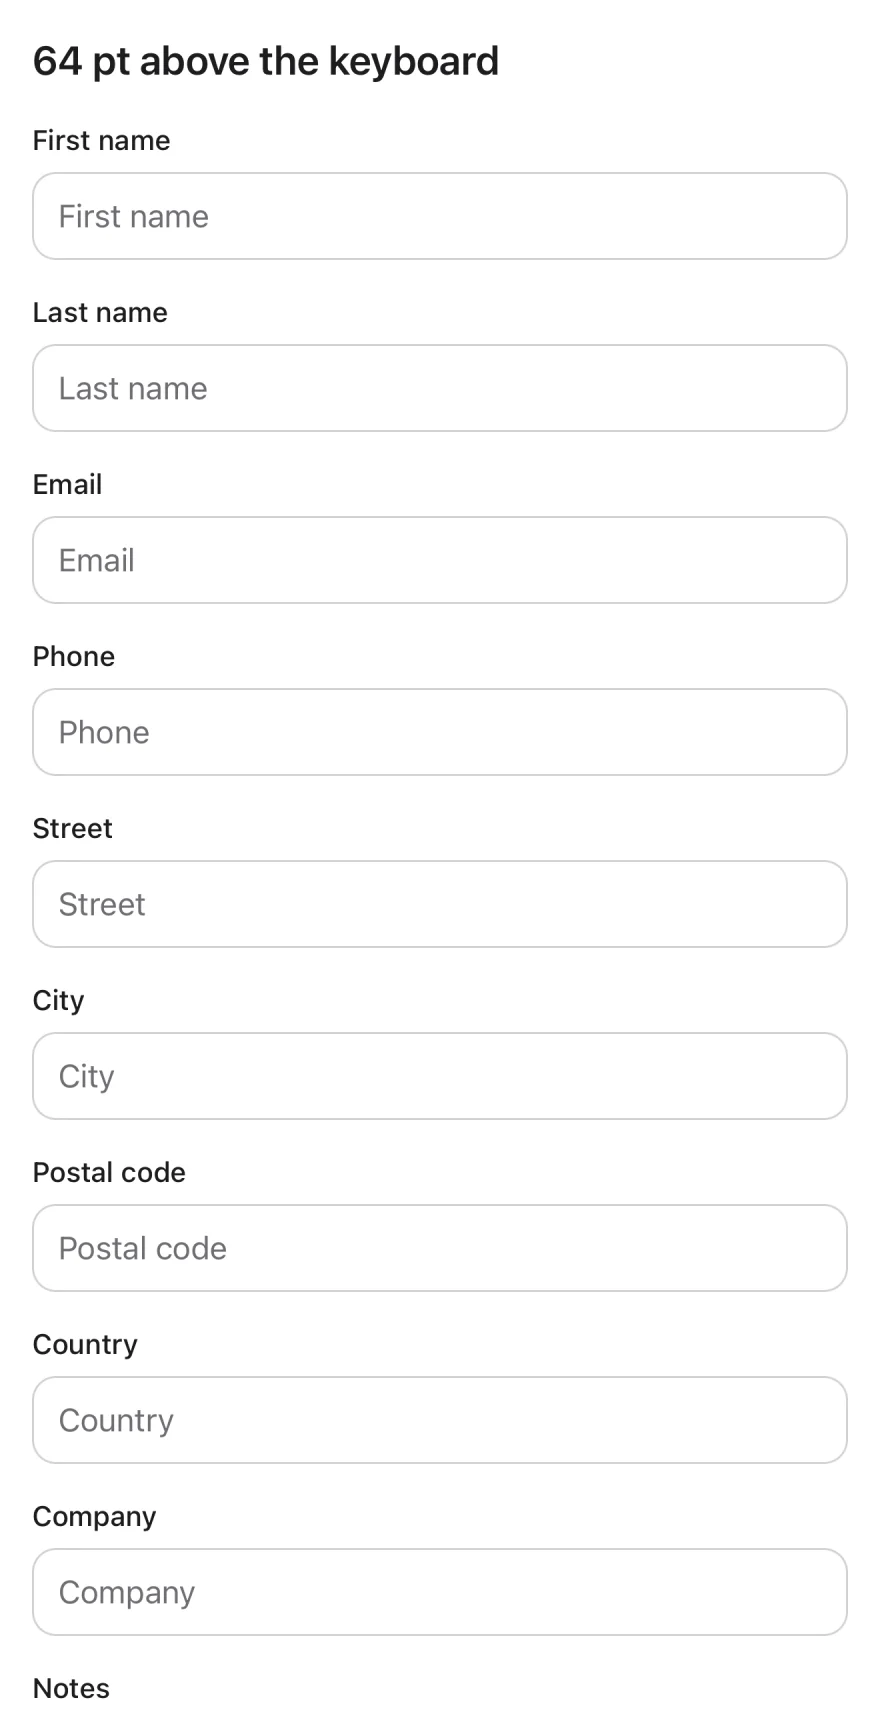 64 pt above the keyboard
First name
First name
Last name
Last name
Email
Email
Phone
Phone
Street
Street
City
City
Postal code
Postal code
Country
Country
Company
Company
Notes